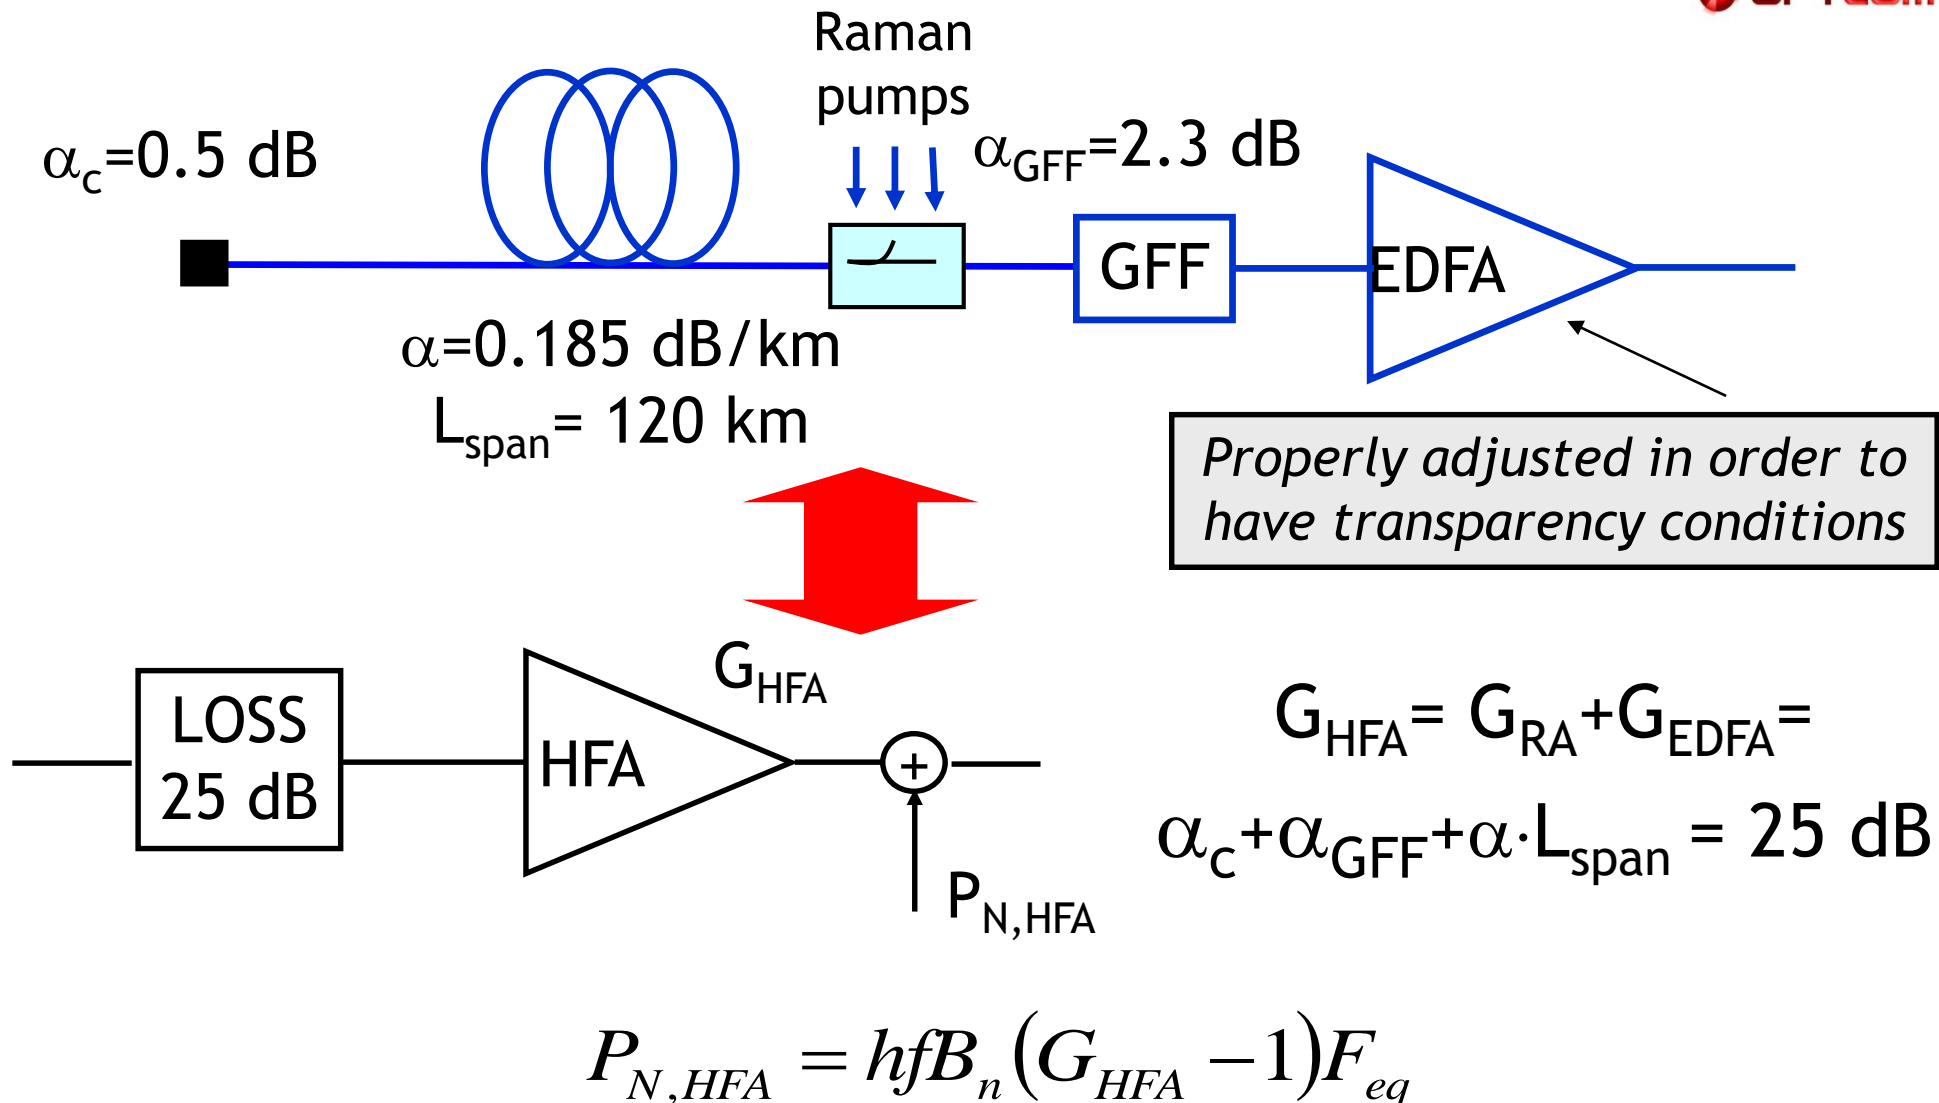 Raman
pumps
αc=0.5 dB
αGFF=2.3 dB
GFF
EDFA
α=0.185 dB/km
Lspan= 120 km
Properly adjusted in order to
have transparency conditions
GHFA
LOSS
25 dB
HFA
+
PN,HFA
GHFA= GRA+GEDFA=
αc+αGFF+α·Lspan = 25 dB
PN,HFA = hfBn(GHFA −1)Feq